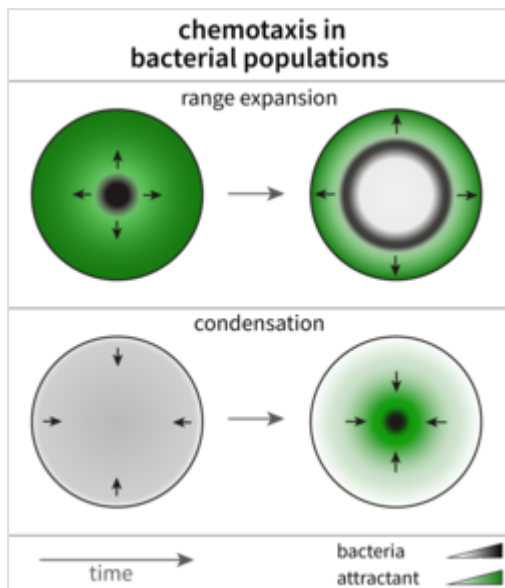 chemotaxis in
bacterial populations
range expansion
condensation
time
bacteria
attractant